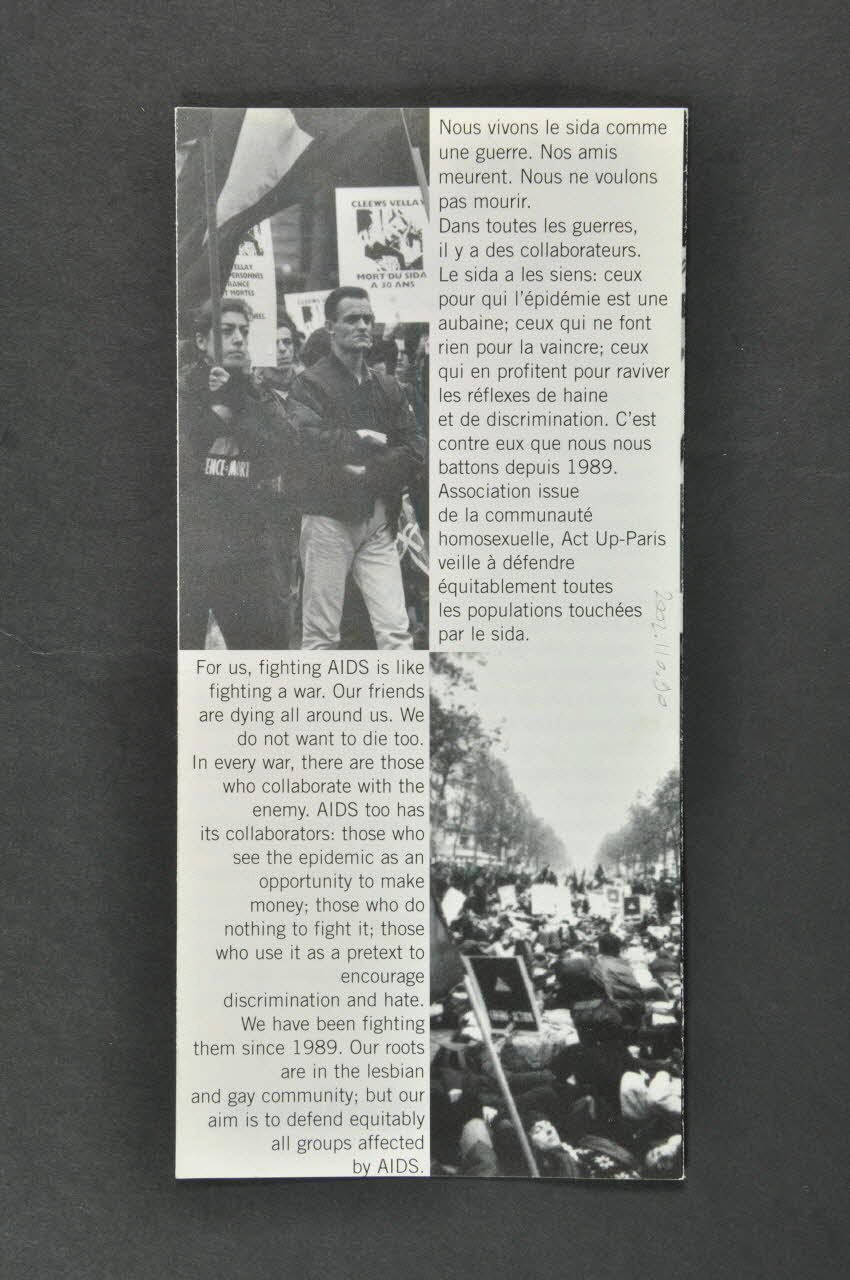 CLEEWS VELLAY
MORT DU SIDA
A 30 ANS
Nous vivons le sida comme
une guerre. Nos amis
meurent. Nous ne voulons
pas mourir.
Dans toutes les guerres,
il y a des collaborateurs.
Le sida a les siens: ceux
pour qui l'épidémie est une
aubaine; ceux qui ne font
rien pour la vaincre; ceux
qui en profitent pour raviver
les réflexes de haine
et de discrimination. C'est
contre eux que nous nous
battons depuis 1989.
Association issue
de la communauté
homosexuelle, Act Up-Paris
veille à défendre
équitablement toutes
les populations touchées
par le sida.
For us, fighting AIDS is like
fighting a war. Our friends
are dying all around us. We
do not want to die too.
In every war, there are those
who collaborate with the
enemy. AIDS too has
its collaborators: those who
see the epidemic as an
opportunity to make
money; those who do
nothing to fight it; those
who use it as a pretext to
encourage
discrimination and hate.
We have been fighting
them since 1989. Our roots
are in the lesbian
and gay community; but our
aim is to defend equitably
all groups affected
by AIDS.